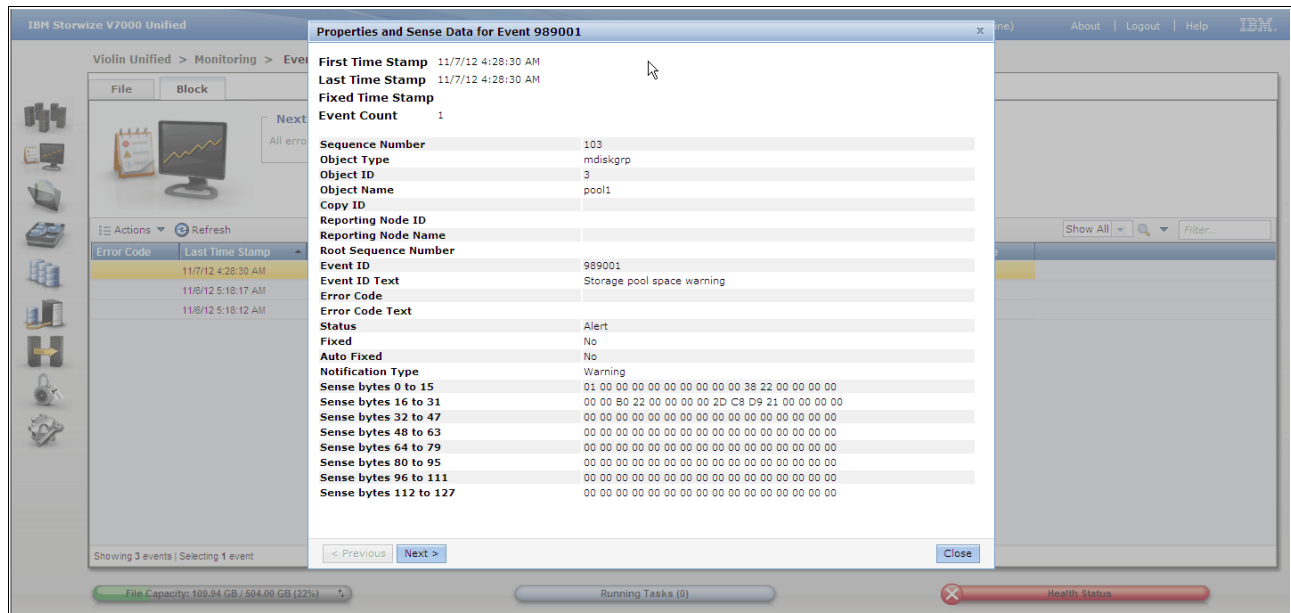 IBM Storwize V7000 Unified
ne) About | Logout | Help IBM.
Properties and Sense Data for Event 989001 x
Violin Unified > Monitoring >
File Block
Next
All
First Time Stamp 11/7/12 4:28:30 AM
Last Time Stamp 11/7/12 4:28:30 AM
Fixed Time Stamp
Event Count 1
Sequence Number 103
Object Type mdiskgrp
Object ID 3
Object Name pool1
Copy ID
Reporting Node ID
Reporting Node Name
Root Sequence Number
Event ID 989001
Event ID Text Storage pool space warning
Error Code
Error Code Text
Status Alert
Fixed No
Auto Fixed No
Notification Type Warning
Sense bytes 0 to 15 01 00 00 00 00 00 00 00 00 00 38 22 00 00 00 00
Sense bytes 16 to 31 00 00 B0 22 00 00 00 00 2D C8 D9 21 00 00 00 00
Sense bytes 32 to 47 00 00 00 00 00 00 00 00 00 00 00 00 00 00 00 00
Sense bytes 48 to 63 00 00 00 00 00 00 00 00 00 00 00 00 00 00 00 00
Sense bytes 64 to 79 00 00 00 00 00 00 00 00 00 00 00 00 00 00 00 00
Sense bytes 80 to 95 00 00 00 00 00 00 00 00 00 00 00 00 00 00 00 00
Sense bytes 96 to 111 00 00 00 00 00 00 00 00 00 00 00 00 00 00 00 00
Sense bytes 112 to 127 00 00 00 00 00 00 00 00 00 00 00 00 00 00 00 00
< Previous Next > Close
Actions Refresh
Show All Filter...
Error Code Last Time Stamp
11/7/12 4:28:30 AM
11/6/12 5:18:17 AM
11/6/12 5:18:12 AM
Showing 3 events | Selecting 1 event
File Capacity: 109.94 GB / 504.00 GB (22%) Running Tasks (0) Health Status